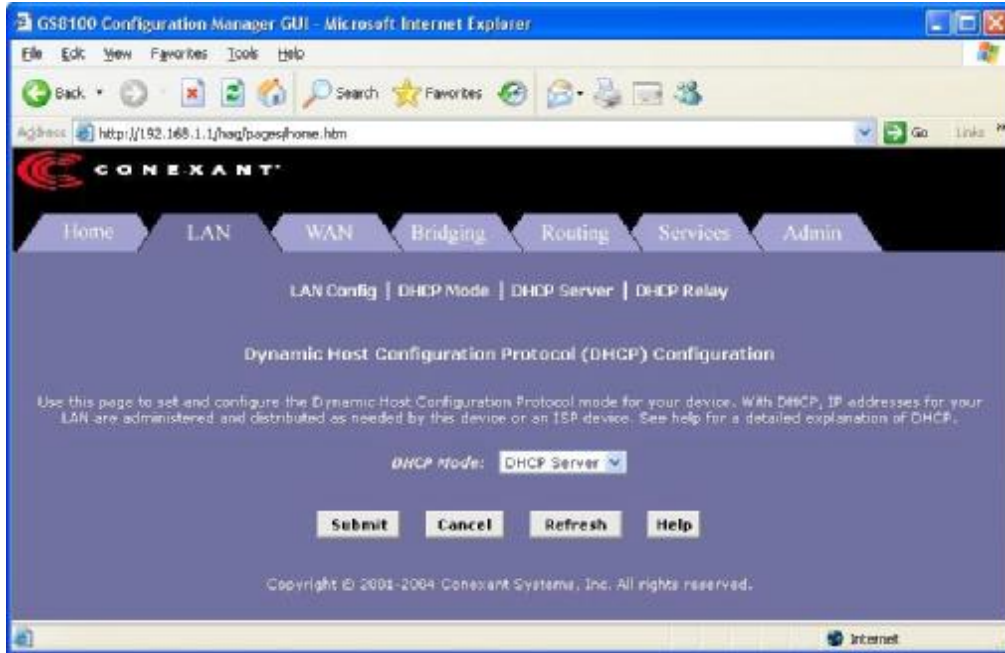 GS8100 Configuration Manager GUI - Microsoft Internet Explorer
File Edit View Favorites Tools Help
Back Search Favorites
Address http://192.168.1.1/hag/pages/home.htm Go Links
CONEXANT
Home LAN WAN Bridging Routing Services Admin
LAN Config | DHCP Mode | DHCP Server | DHCP Relay
Dynamic Host Configuration Protocol (DHCP) Configuration
Use this page to set and configure the Dynamic Host Configuration Protocol mode for your device. With DHCP, IP addresses for your
LAN are administered and distributed as needed by this device or an ISP device. See help for a detailed explanation of DHCP.
DHCP Mode: DHCP Server
Submit Cancel Refresh Help
Copyright © 2001-2004 Conexant Systems, Inc. All rights reserved.
Internet